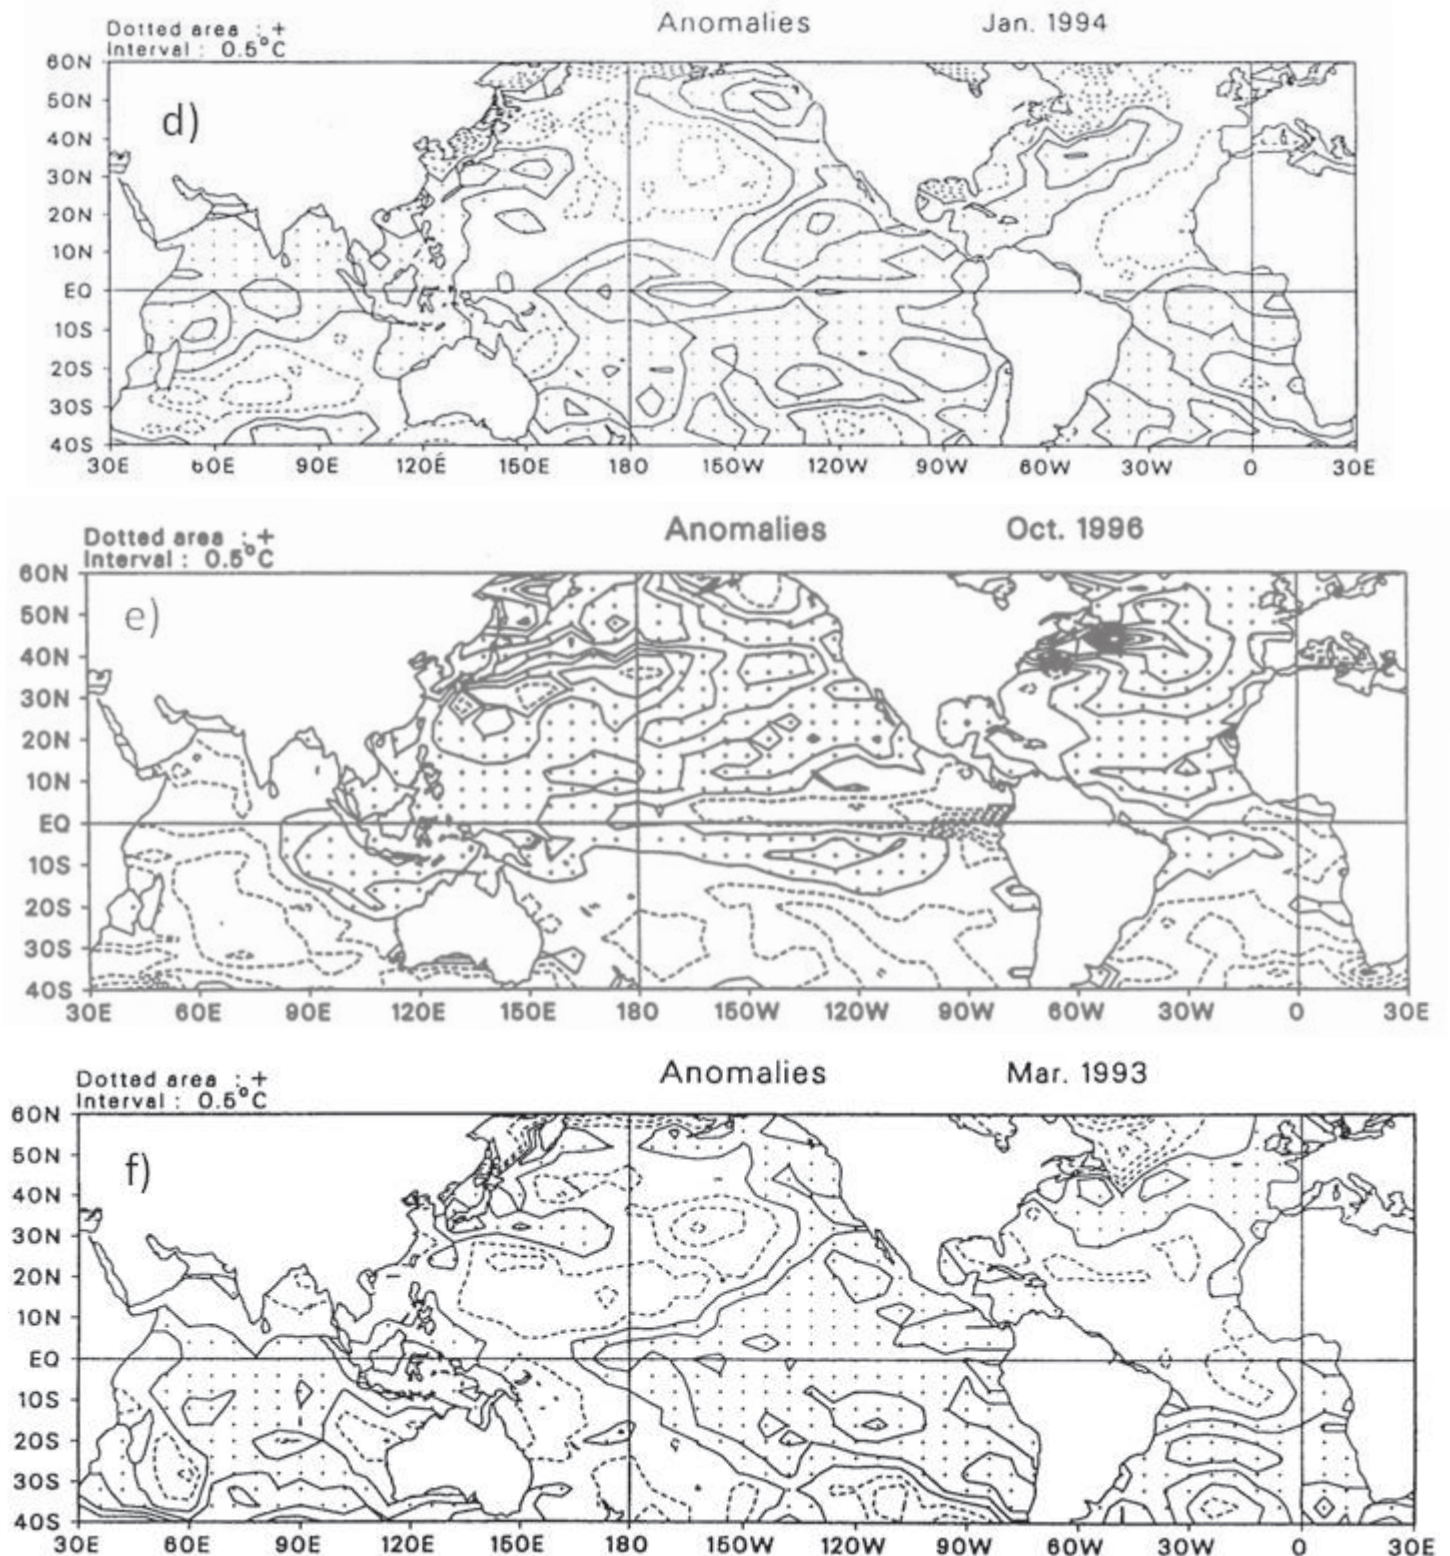 Dotted area : + Anomalies Jan. 1994
Interval : 0.5°C
60N
50N
d)
40N
30N
20N
10N
EQ
10S
20S
30S
40S
30E 60E 90E 120E 150E 180 150W 120W 90W 60W 30W 0 30E
Dotted area : + Anomalies Oct. 1996
Interval : 0.5°C
60N
e)
50N
40N
30N
20N
10N
EQ
10S
20S
30S
40S
30E 60E 90E 120E 150E 180 150W 120W 90W 60W 30W 0 30E
Dotted area : + Anomalies Mar. 1993
Interval : 0.5°C
60N
50N
f)
40N
30N
20N
10N
EQ
10S
20S
30S
40S
30E 60E 90E 120E 150E 180 150W 120W 90W 60W 30W 0 30E